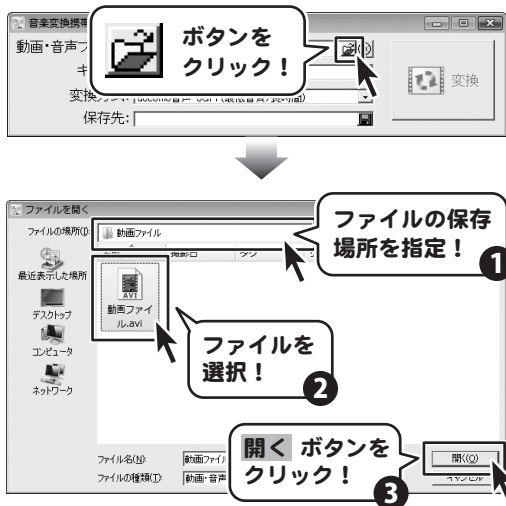 音楽変換携帯
動画・音声フ
ボタンを
クリック！
変換
保存先:
ファイルを開く
ファイルの場所(I):
動画ファイル
ファイルの保存
場所を指定！
1
最近表示した場所
デスクトップ
コンピュータ
ネットワーク
AVI
動画ファイ
ル.avi
ファイルを
選択！
2
開く ボタンを
クリック！
3
ファイル名(N):
動画ファイル
開く(O)
ファイルの種類(T):
動画・音声
キャンセル